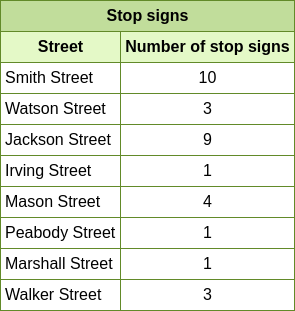 Stop signs
Street Number of stop signs
Smith Street 10
Watson Street 3
Jackson Street 9
Irving Street 1
Mason Street 4
Peabody Street 1
Marshall Street 1
Walker Street 3